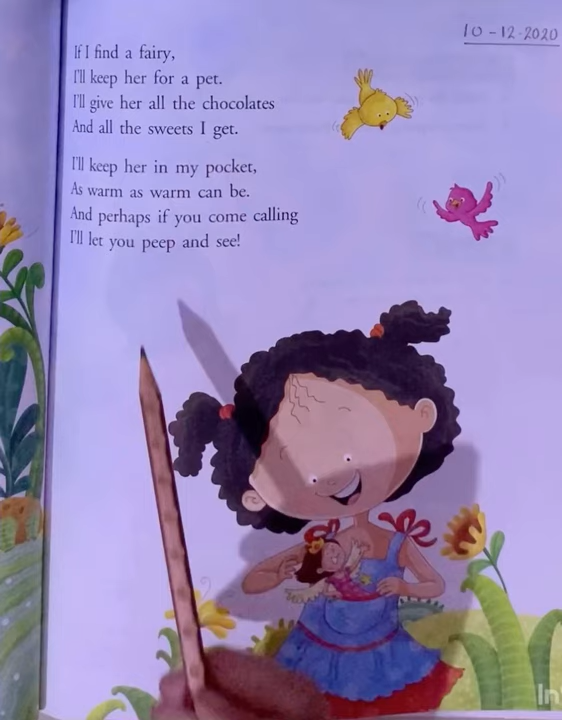 10-12-2020
If I find a fairy,
I'll keep her for a pet.
I'll give her all the chocolates
And all the sweets I get.
I'll keep her in my pocket,
As warm as warm can be.
And perhaps if you come calling
I'll let you peep and see!
In